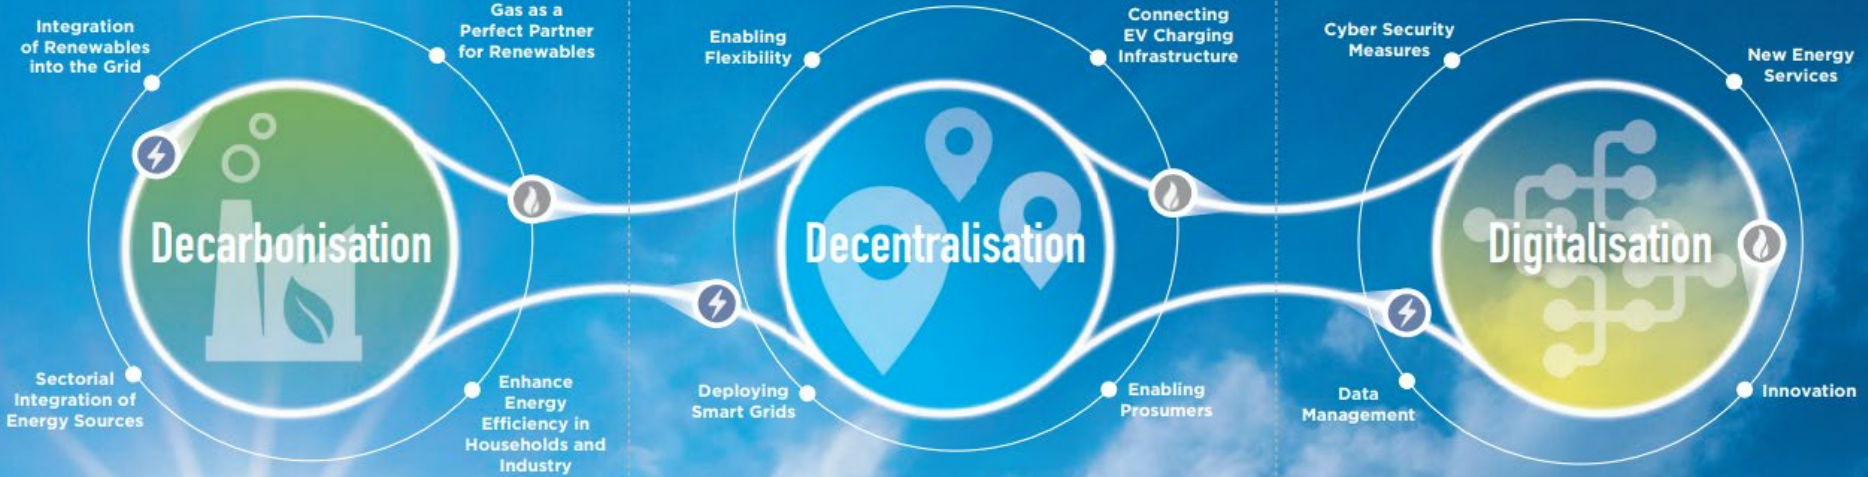 Integration
of Renewables
into the Grid
Gas as a
Perfect Partner
for Renewables
Decarbonisation
Sectorial
Integration of
Energy Sources
Enhance
Energy
Efficiency in
Households and
Industry
Enabling
Flexibility
Connecting
EV Charging
Infrastructure
Decentralisation
Deploying
Smart Grids
Enabling
Prosumers
Cyber Security
Measures
New Energy
Services
Digitalisation
Data
Management
Innovation